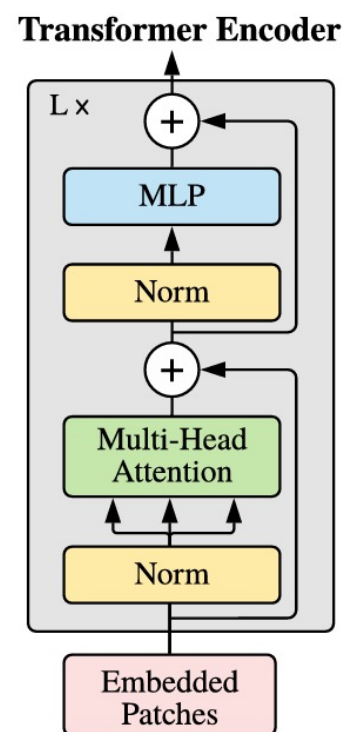 Transformer Encoder
L ×
+
MLP
Norm
+
Multi-Head
Attention
Norm
Embedded
Patches